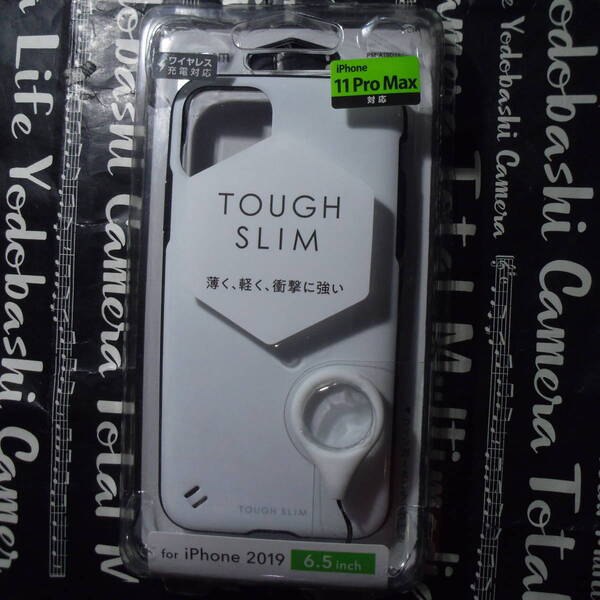 ワイヤレス
充電対応
iPhone
11 Pro Max
対応
TOUGH
SLIM
薄く、軽く、衝撃に強い
TOUGH SLIM
for iPhone 2019
6.5 inch
Life Yodobashi Camera
Yodobashi Camera Total
Yodobashi Camera
Yodobashi Camera Total